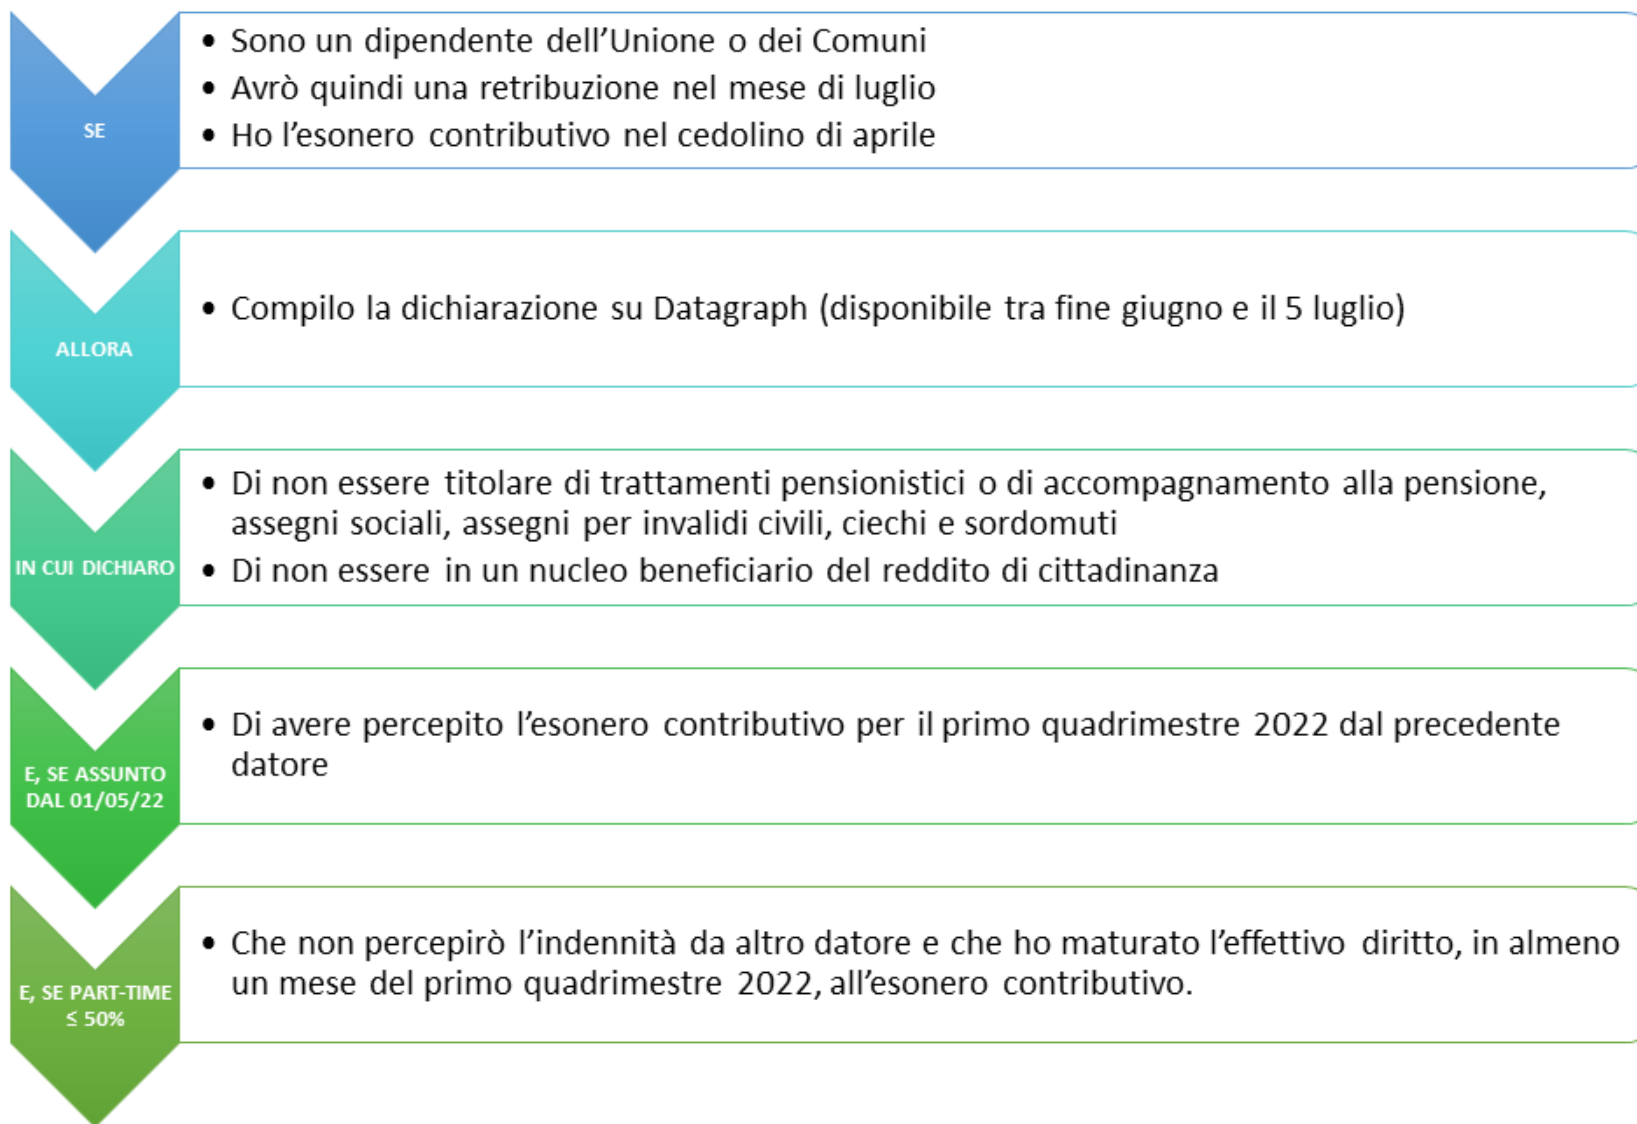 SE
• Sono un dipendente dell’Unione o dei Comuni
• Avrò quindi una retribuzione nel mese di luglio
• Ho l’esonero contributivo nel cedolino di aprile
ALLORA
• Compilo la dichiarazione su Datagraph (disponibile tra fine giugno e il 5 luglio)
IN CUI DICHIARO
• Di non essere titolare di trattamenti pensionistici o di accompagnamento alla pensione,
assegni sociali, assegni per invalidi civili, ciechi e sordomuti
• Di non essere in un nucleo beneficiario del reddito di cittadinanza
E, SE ASSUNTO
DAL 01/05/22
• Di avere percepito l’esonero contributivo per il primo quadrimestre 2022 dal precedente
datore
E, SE PART-TIME
≤ 50%
• Che non percepirò l’indennità da altro datore e che ho maturato l’effettivo diritto, in almeno
un mese del primo quadrimestre 2022, all’esonero contributivo.